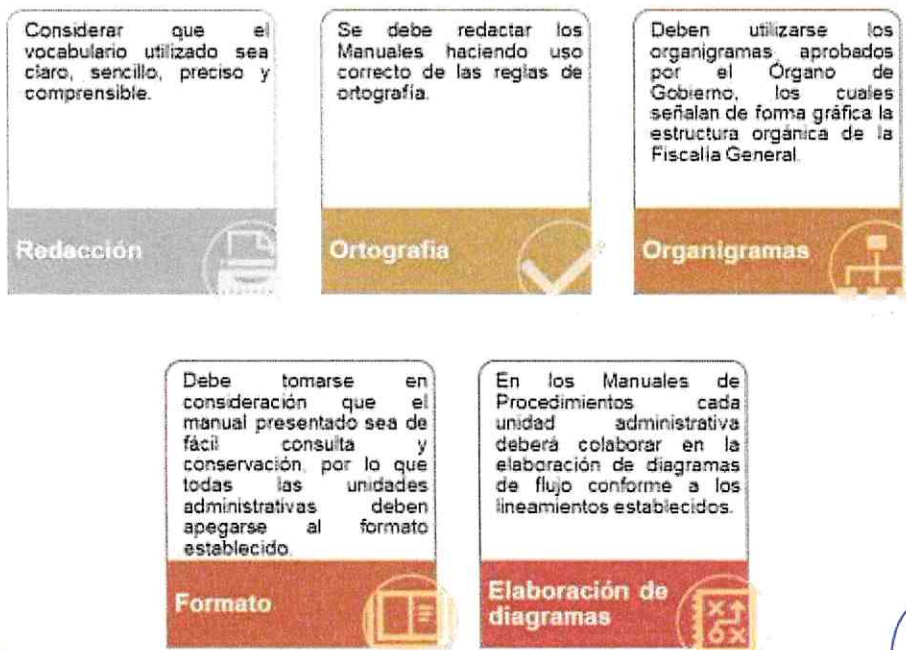 Considerar que el
vocabulario utilizado sea
claro, sencillo, preciso y
comprensible.
Redacción
Se debe redactar los
Manuales haciendo uso
correcto de las reglas de
ortografía.
Ortografía
Deben utilizarse los
organigramas aprobados
por el Órgano de
Gobierno, los cuales
señalan de forma gráfica la
estructura orgánica de la
Fiscalía General.
Organigramas
Debe tomarse en
consideración que el
manual presentado sea de
fácil consulta y
conservación, por lo que
todas las unidades
administrativas deben
apegarse al formato
establecido.
Formato
En los Manuales de
Procedimientos cada
unidad administrativa
deberá colaborar en la
elaboración de diagramas
de flujo conforme a los
lineamientos establecidos.
Elaboración de
diagramas